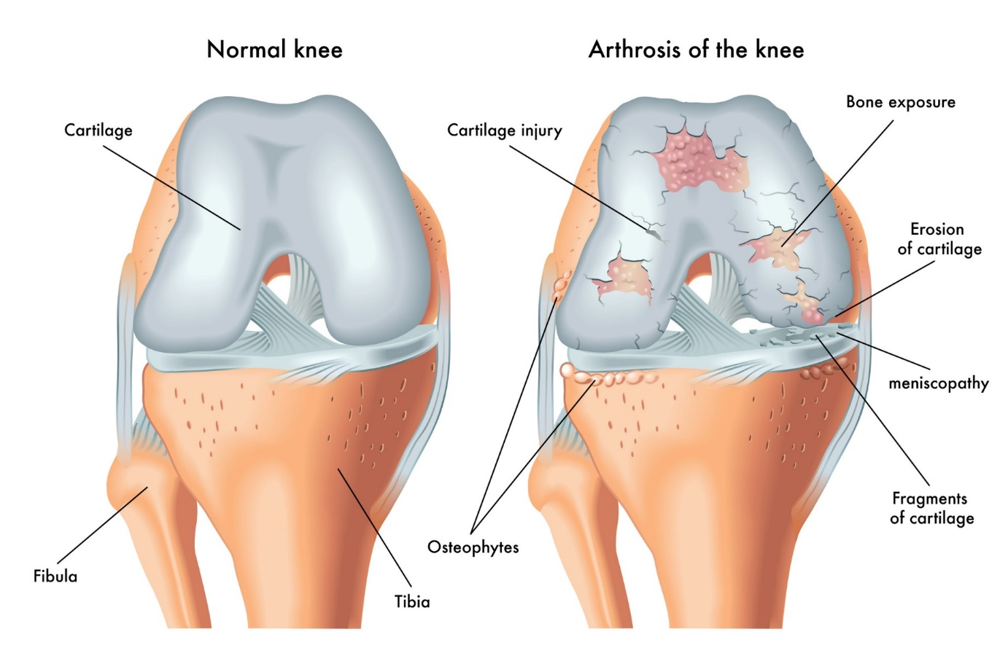 Normal knee
Cartilage
Fibula
Tibia
Arthrosis of the knee
Cartilage injury
Bone exposure
Erosion
of cartilage
meniscopathy
Fragments
of cartilage
Osteophytes